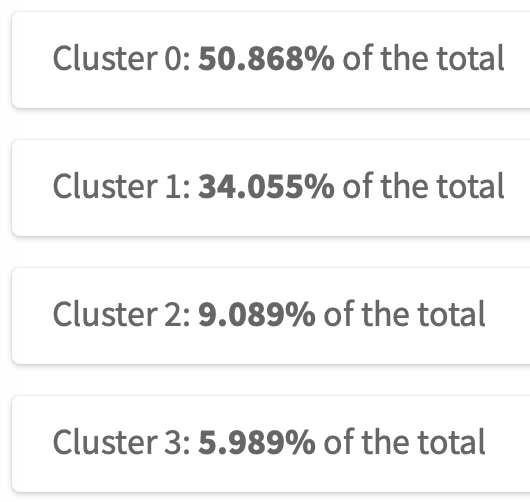 Cluster 0: 50.868% of the total
Cluster 1: 34.055% of the total
Cluster 2: 9.089% of the total
Cluster 3: 5.989% of the total